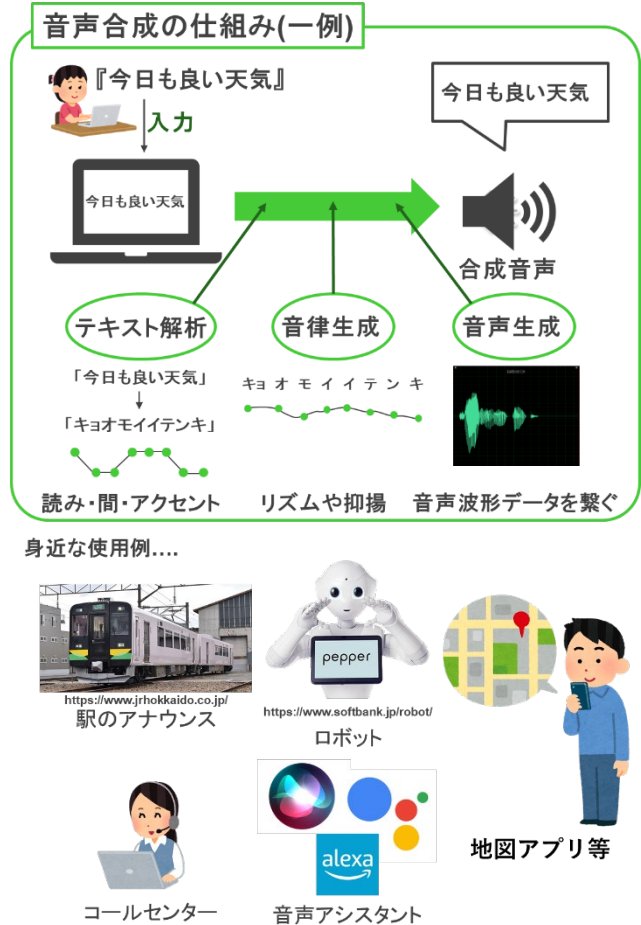 音声合成の仕組み(一例)
『今日も良い天気』
入力
今日も良い天気
今日も良い天気
合成音声
テキスト解析
音律生成
音声生成
「今日も良い天気」
「キョオモイイテンキ」
キョ オ モ イ イ テ ン キ
読み・間・アクセント
リズムや抑揚
音声波形データを繋ぐ
身近な使用例....
https://www.jrhokkaido.co.jp/
駅のアナウンス
pepper
https://www.softbank.jp/robot/
ロボット
地図アプリ等
コールセンター
alexa
音声アシスタント